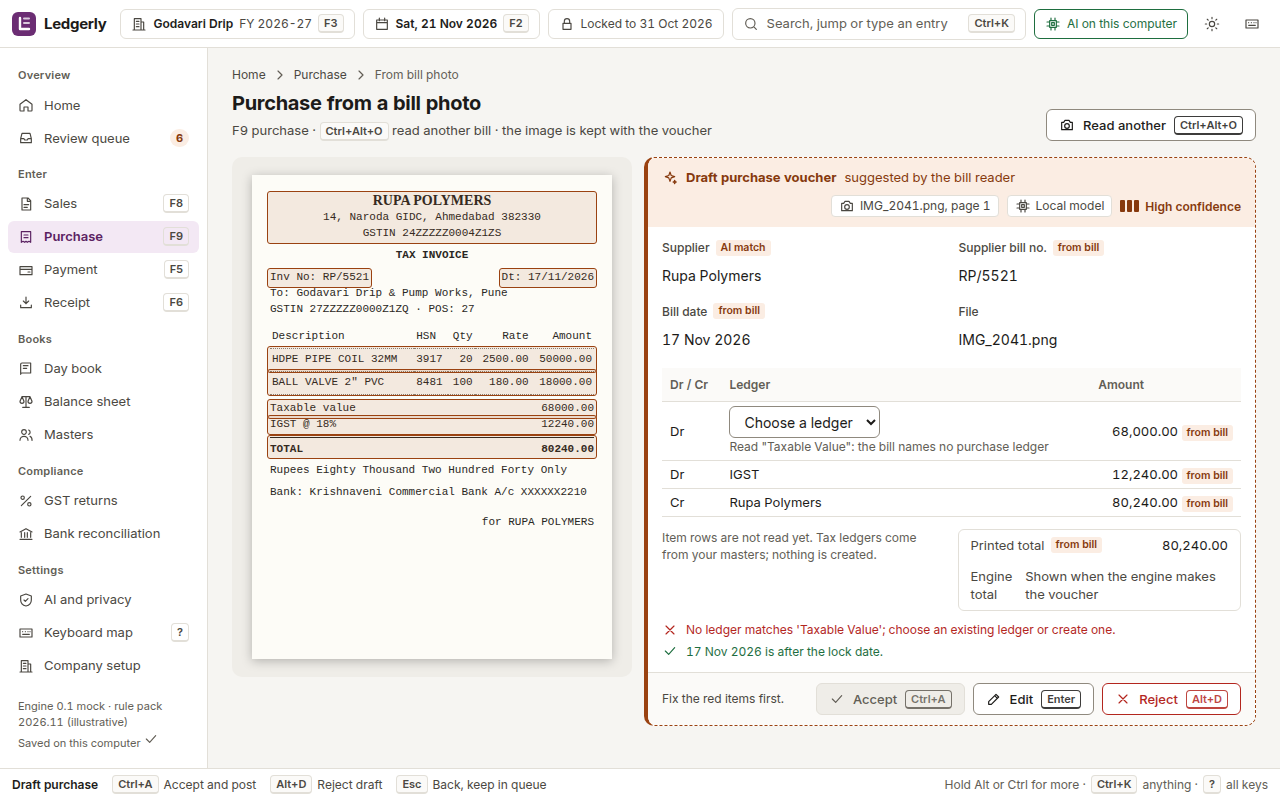 Ledgerly
Godavari Drip FY 2026-27 F3
Sat, 21 Nov 2026 F2
Locked to 31 Oct 2026
Search, jump or type an entry Ctrl+K
AI on this computer
Overview
Home
Review queue 6
Enter
Sales F8
Purchase F9
Payment F5
Receipt F6
Books
Day book
Balance sheet
Masters
Compliance
GST returns
Bank reconciliation
Settings
AI and privacy
Keyboard map ?
Company setup
Engine 0.1 mock · rule pack
2026.11 (illustrative)
Saved on this computer
Home > Purchase > From bill photo
Purchase from a bill photo
F9 purchase · Ctrl+Alt+O read another bill · the image is kept with the voucher
Read another Ctrl+Alt+O
RUPA POLYMERS
14, Naroda GIDC, Ahmedabad 382330
GSTIN 24ZZZZZ0004Z1ZS
TAX INVOICE
Inv No: RP/5521 Dt: 17/11/2026
To: Godavari Drip & Pump Works, Pune
GSTIN 27ZZZZZ0000Z1ZQ · POS: 27
Description HSN Qty Rate Amount
HDPE PIPE COIL 32MM 3917 20 2500.00 50000.00
BALL VALVE 2" PVC 8481 100 180.00 18000.00
Taxable value 68000.00
IGST @ 18% 12240.00
TOTAL 80240.00
Rupees Eighty Thousand Two Hundred Forty Only
Bank: Krishnaveni Commercial Bank A/c XXXXXX2210
for RUPA POLYMERS
Draft purchase voucher suggested by the bill reader
IMG_2041.png, page 1 Local model High confidence
Supplier AI match
Rupa Polymers
Supplier bill no. from bill
RP/5521
Bill date from bill
17 Nov 2026
File
IMG_2041.png
Dr / Cr Ledger Amount
Dr Choose a ledger 68,000.00 from bill
Read "Taxable Value": the bill names no purchase ledger
Dr IGST 12,240.00 from bill
Cr Rupa Polymers 80,240.00 from bill
Item rows are not read yet. Tax ledgers come
from your masters; nothing is created.
Printed total from bill 80,240.00
Engine total Shown when the engine makes the voucher
No ledger matches 'Taxable Value'; choose an existing ledger or create one.
17 Nov 2026 is after the lock date.
Fix the red items first. Accept Ctrl+A Edit Enter Reject Alt+D
Draft purchase Ctrl+A Accept and post Alt+D Reject draft Esc Back, keep in queue
Hold Alt or Ctrl for more · Ctrl+K anything · ? all keys